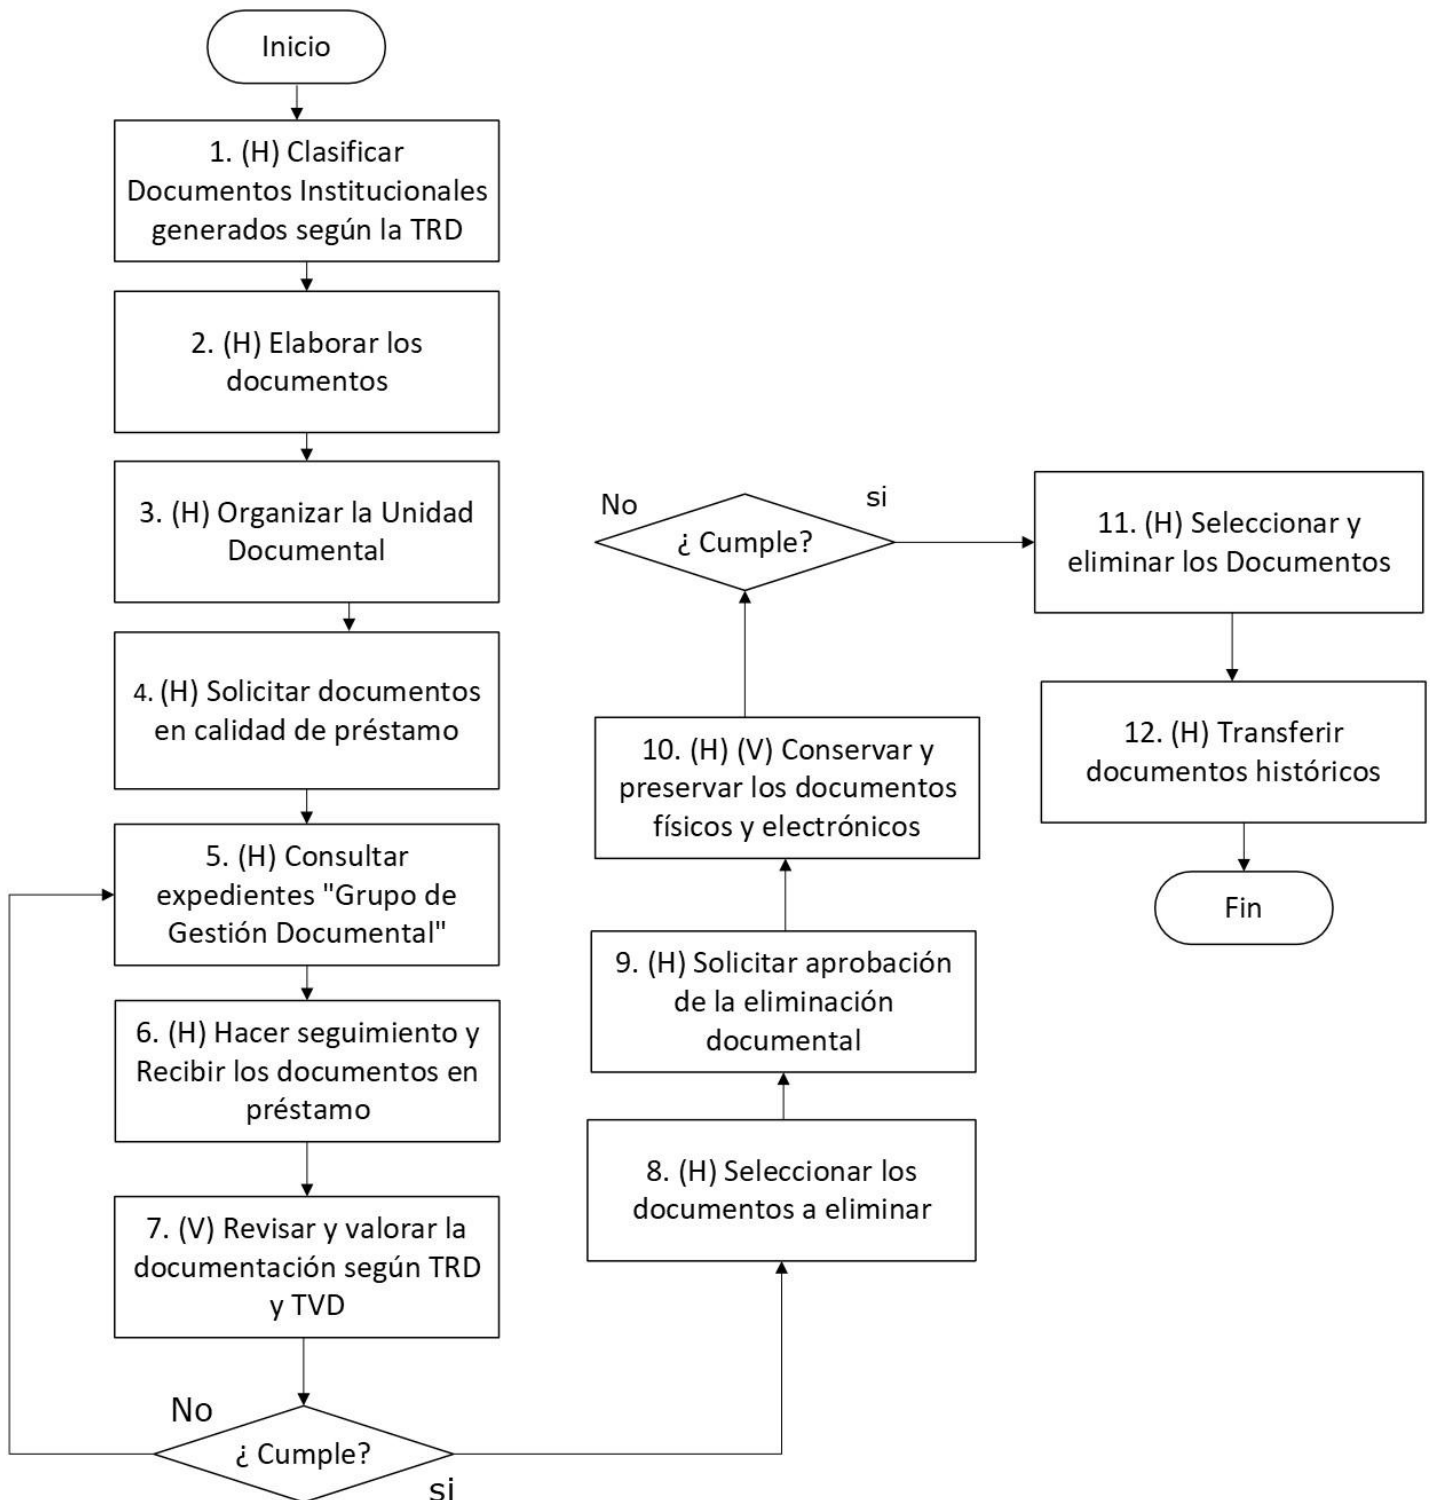 Inicio
1. (H) Clasificar
Documentos Institucionales
generados según la TRD
2. (H) Elaborar los
documentos
3. (H) Organizar la Unidad
Documental
4. (H) Solicitar documentos
en calidad de préstamo
5. (H) Consultar
expedientes "Grupo de
Gestión Documental"
6. (H) Hacer seguimiento y
Recibir los documentos en
préstamo
7. (V) Revisar y valorar la
documentación según TRD
y TVD
No
¿ Cumple?
si
8. (H) Seleccionar los
documentos a eliminar
9. (H) Solicitar aprobación
de la eliminación
documental
10. (H) (V) Conservar y
preservar los documentos
físicos y electrónicos
No
¿ Cumple?
si
11. (H) Seleccionar y
eliminar los Documentos
12. (H) Transferir
documentos históricos
Fin